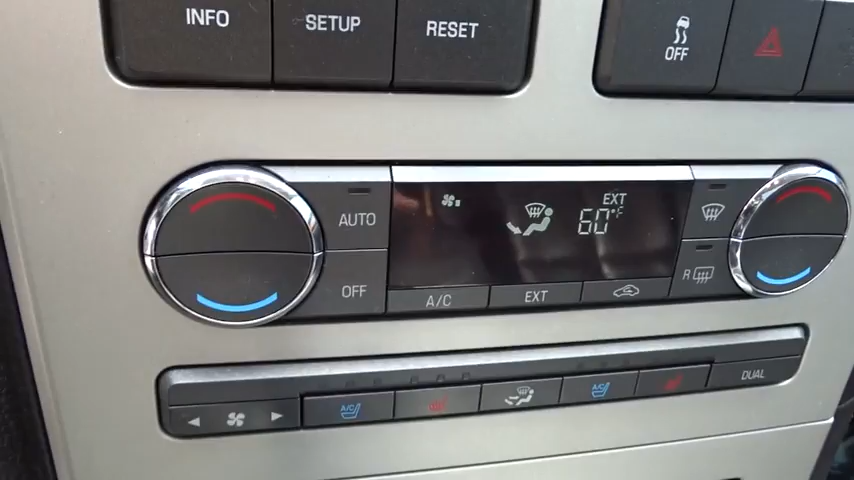 INFO SETUP RESET OFF
EXT
AUTO 60°F
R
OFF A/C EXT
A/C A/C DUAL